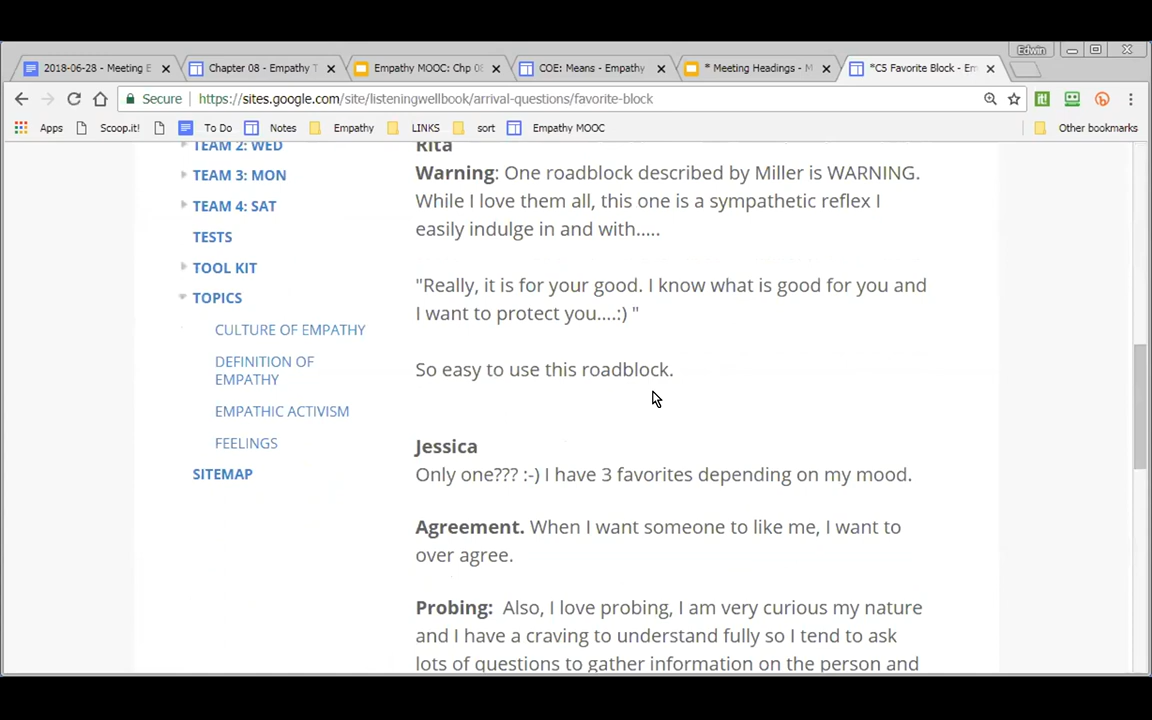 Edwin
2018-06-28 - Meeting E
Chapter 08 - Empathy T
Empathy MOOC: Chp 08
COE: Means - Empathy
* Meeting Headings - M
*C5 Favorite Block - Em
Secure
https://sites.google.com/site/listeningwellbook/arrival-questions/favorite-block
Apps
Scoop.it!
To Do
Notes
Empathy
LINKS
sort
Empathy MOOC
Other bookmarks
TEAM 2: WED
TEAM 3: MON
TEAM 4: SAT
TESTS
TOOL KIT
TOPICS
CULTURE OF EMPATHY
DEFINITION OF
EMPATHY
EMPATHIC ACTIVISM
FEELINGS
SITEMAP
Rita
Warning: One roadblock described by Miller is WARNING.
While I love them all, this one is a sympathetic reflex I
easily indulge in and with.....
"Really, it is for your good. I know what is good for you and
I want to protect you....:) "
So easy to use this roadblock.
Jessica
Only one??? :-) I have 3 favorites depending on my mood.
Agreement. When I want someone to like me, I want to
over agree.
Probing: Also, I love probing, I am very curious my nature
and I have a craving to understand fully so I tend to ask
lots of questions to gather information on the person and